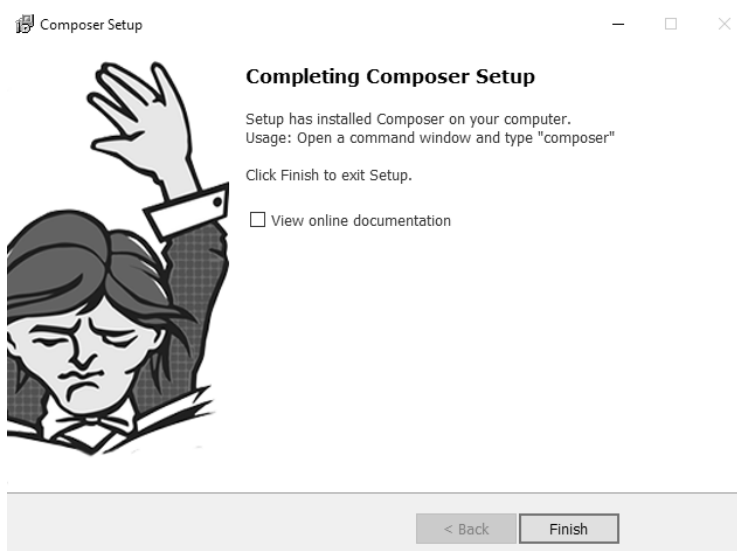 Composer Setup
Completing Composer Setup
Setup has installed Composer on your computer.
Usage: Open a command window and type "composer"
Click Finish to exit Setup.
View online documentation
< Back
Finish